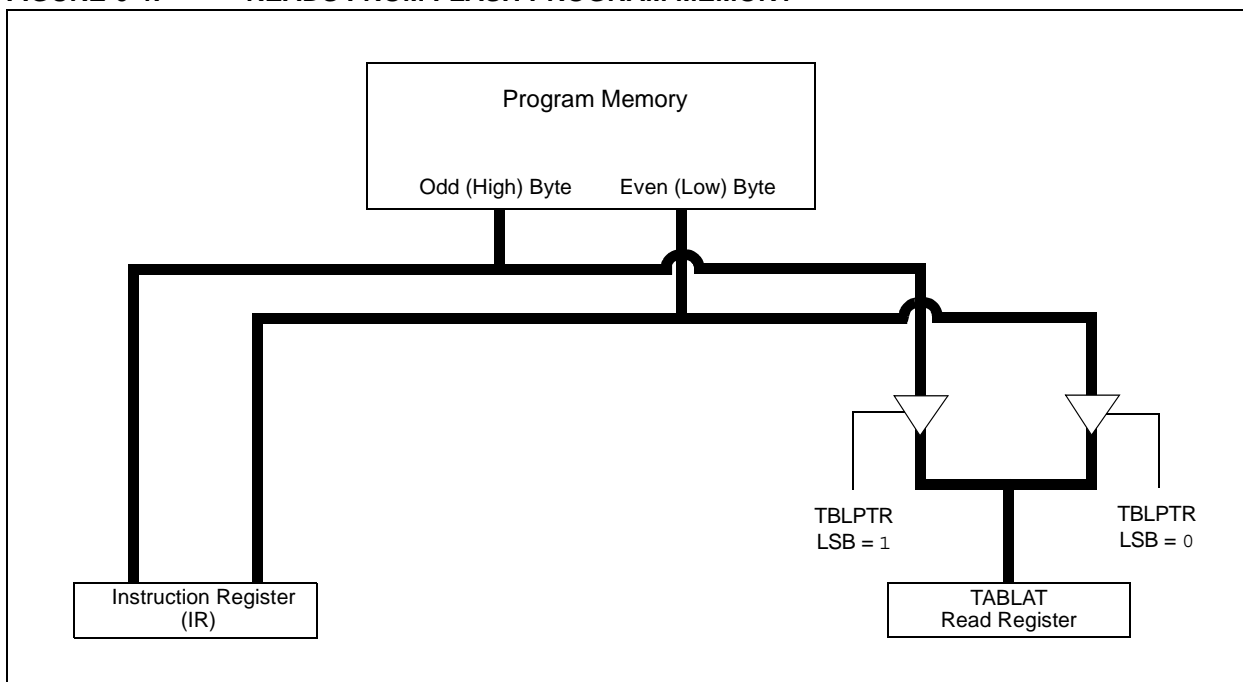 Program Memory
Odd (High) Byte Even (Low) Byte
TBLPTR
LSB = 1
TBLPTR
LSB = 0
Instruction Register
(IR)
TABLAT
Read Register